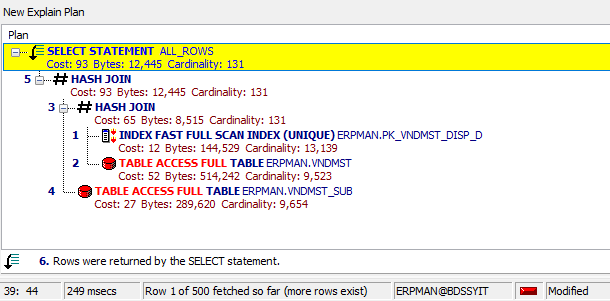 New Explain Plan
Plan
SELECT STATEMENT ALL_ROWS
Cost: 93 Bytes: 12,445 Cardinality: 131
5 HASH JOIN
Cost: 93 Bytes: 12,445 Cardinality: 131
3 HASH JOIN
Cost: 65 Bytes: 8,515 Cardinality: 131
1 INDEX FAST FULL SCAN INDEX (UNIQUE) ERPMAN.PK_VNDMST_DISP_D
Cost: 12 Bytes: 144,529 Cardinality: 13,139
2 TABLE ACCESS FULL TABLE ERPMAN.VNDMST
Cost: 52 Bytes: 514,242 Cardinality: 9,523
4 TABLE ACCESS FULL TABLE ERPMAN.VNDMST_SUB
Cost: 27 Bytes: 289,620 Cardinality: 9,654
6. Rows were returned by the SELECT statement.
39: 44 249 msecs Row 1 of 500 fetched so far (more rows exist) ERPMAN@BDSSYIT Modified